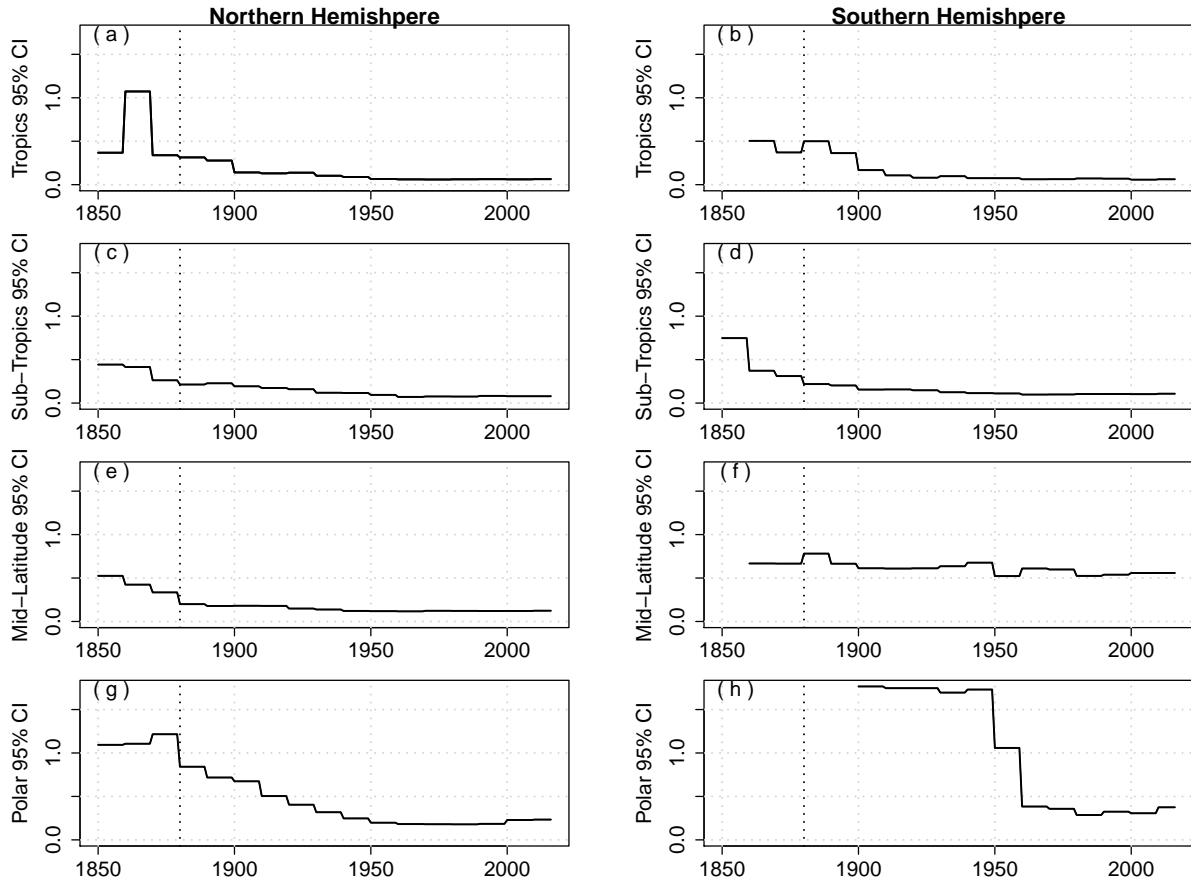 Northern Hemishpere
Southern Hemishpere
( a )
Tropics 95% CI
0.0 1.0
1850 1900 1950 2000
( b )
Tropics 95% CI
0.0 1.0
1850 1900 1950 2000
( c )
Sub−Tropics 95% CI
0.0 1.0
1850 1900 1950 2000
( d )
Sub−Tropics 95% CI
0.0 1.0
1850 1900 1950 2000
( e )
Mid−Latitude 95% CI
0.0 1.0
1850 1900 1950 2000
( f )
Mid−Latitude 95% CI
0.0 1.0
1850 1900 1950 2000
( g )
Polar 95% CI
0.0 1.0
1850 1900 1950 2000
( h )
Polar 95% CI
0.0 1.0
1850 1900 1950 2000